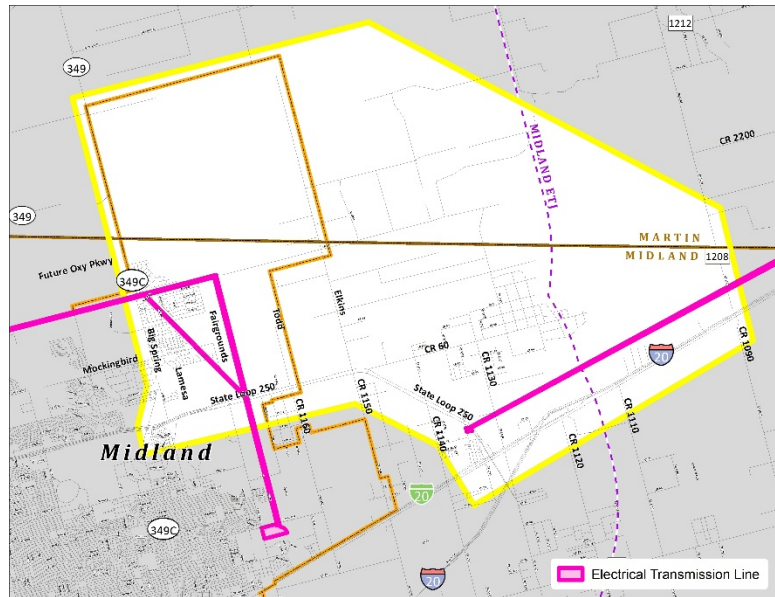 1212
349
CR 2200
MIDLAND ETJ
349
MARTIN
MIDLAND
1208
Future Oxy Pkwy
349C
Elkins
Todd
Fairgrounds
Big Spring
Mockingbird
Lamesa
CR 60
CR 1130
20
CR 1090
State Loop 250
State Loop 250
CR 1150
CR 1160
CR 1140
CR 1110
CR 1120
Midland
20
349C
20
Electrical Transmission Line